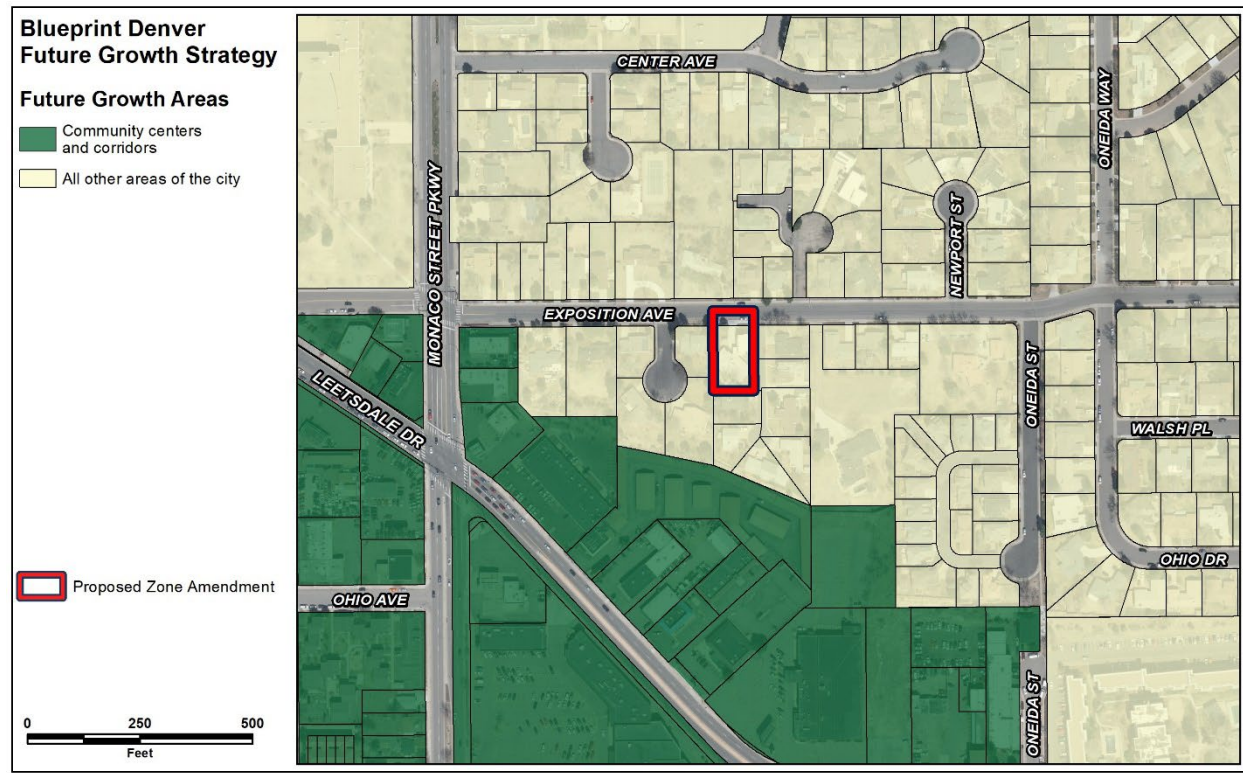 Blueprint Denver
Future Growth Strategy
Future Growth Areas
Community centers
and corridors
All other areas of the city
Proposed Zone Amendment
0 250 500
Feet
CENTER AVE
MONACO STREET PKWY
ONEIDA WAY
NEWPORT ST
EXPOSITION AVE
LEETSDALE DR
ONEIDA ST
WALSH PL
OHIO DR
OHIO AVE
ONEIDA ST